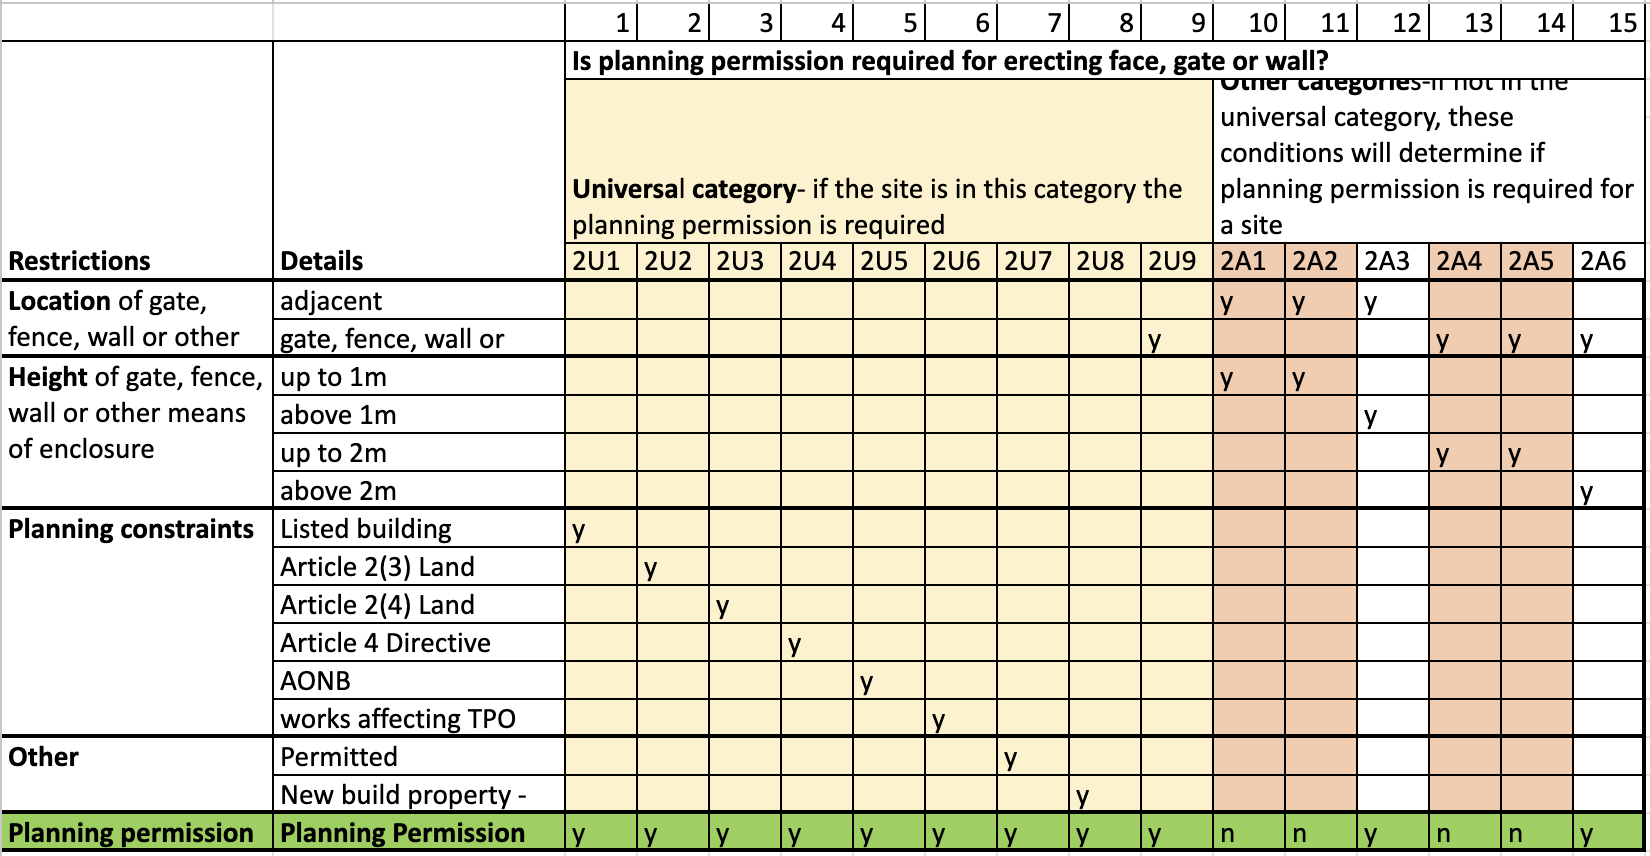 1 2 3 4 5 6 7 8 9 10 11 12 13 14 15
Is planning permission required for erecting face, gate or wall?
Universal category- if the site is in this category the
planning permission is required
Other categories-if not in the
universal category, these
conditions will determine if
planning permission is required for
a site
Restrictions Details 2U1 2U2 2U3 2U4 2U5 2U6 2U7 2U8 2U9 2A1 2A2 2A3 2A4 2A5 2A6
Location of gate, adjacent y y y
fence, wall or other gate, fence, wall or y y y y
Height of gate, fence, up to 1m y y
wall or other means above 1m y
of enclosure up to 2m y y
above 2m y
Planning constraints Listed building y
Article 2(3) Land y
Article 2(4) Land y
Article 4 Directive y
AONB y
works affecting TPO y
Other Permitted y
New build property - y
Planning permission Planning Permission y y y y y y y y y n n y n n y